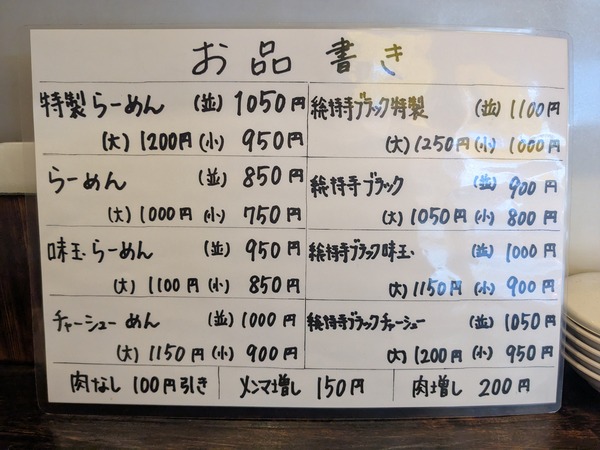 お品書き
特製らーめん (並) 1050円
(大) 1200円 (小) 950円
らーめん (並) 850円
(大) 1000円 (小) 750円
味玉らーめん (並) 950円
(大) 1100円 (小) 850円
チャーシューめん (並) 1000円
(大) 1150円 (小) 900円
総持寺ブラック特製 (並) 1100円
(大) 1250円 (小) 1000円
総持寺ブラック (並) 900円
(大) 1050円 (小) 800円
総持寺ブラック味玉 (並) 1000円
(大) 1150円 (小) 900円
総持寺ブラックチャーシュー (並) 1050円
(大) 1200円 (小) 950円
肉なし 100円引き メンマ増し 150円 肉増し 200円